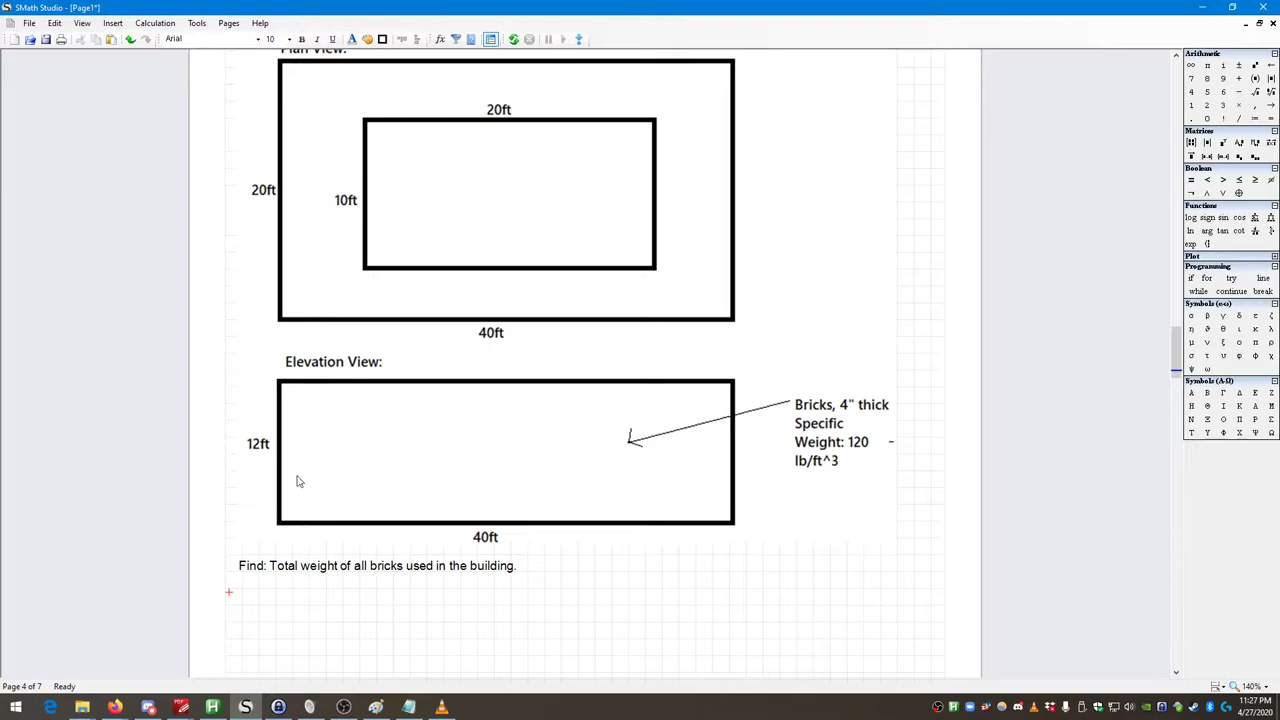 SMath Studio - [Page1*]
File Edit View Insert Calculation Tools Pages Help
Arial 10
Plan View:
20ft
20ft
10ft
40ft
Elevation View:
12ft
Bricks, 4" thick
Specific
Weight: 120
lb/ft^3
40ft
Find: Total weight of all bricks used in the building.
Arithmetic
Matrices
Boolean
Functions
log sign sin cos
ln arg tan cot
exp
Plot
Programming
if for try line
while continue break
Symbols (α-ω)
α β γ δ ε ζ
η θ ι κ λ
μ ν ξ ο π ρ
σ τ υ φ χ
ψ ω
Symbols (Α-Ω)
Α Β Γ Δ Ε Ζ
Η Θ Ι Κ Λ Μ
Ν Ξ Ο Π Ρ Σ
Τ Υ Φ Χ Ψ Ω
Page 4 of 7 Ready
140%
11:27 PM
4/27/2020